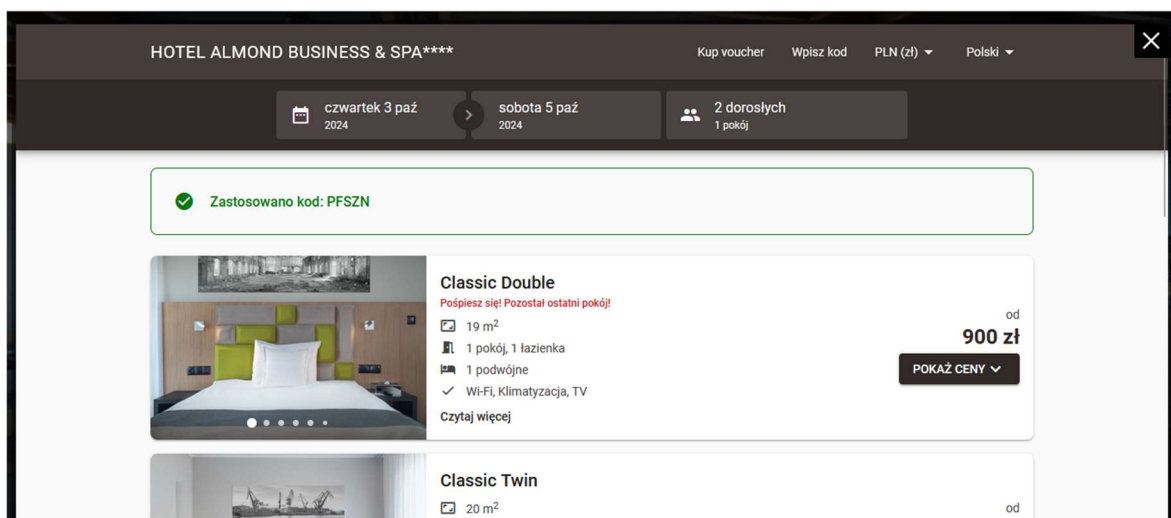 HOTEL ALMOND BUSINESS & SPA****
Kup voucher
Wpisz kod
PLN (zł)
Polski
czwartek 3 paź
2024
sobota 5 paź
2024
2 dorosłych
1 pokój
Zastosowano kod: PFSZN
Classic Double
Pośpiesz się! Pozostał ostatni pokój!
19 m²
1 pokój, 1 łazienka
1 podwójne
Wi-Fi, Klimatyzacja, TV
Czytaj więcej
od
900 zł
POKAŻ CENY
Classic Twin
20 m²
od